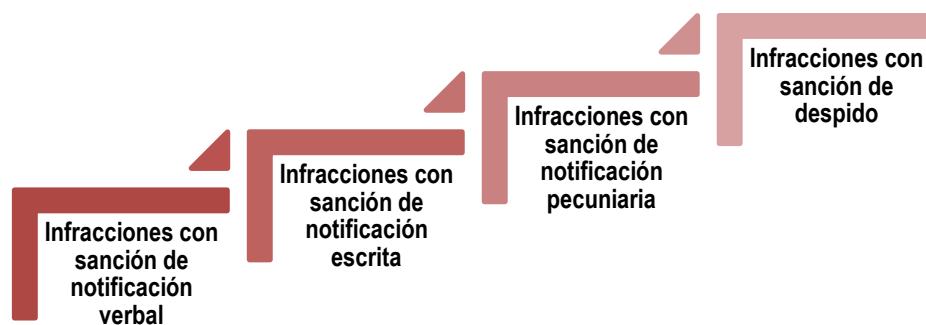 Infracciones con
sanción de
notificación
verbal
Infracciones con
sanción de
notificación
escrita
Infracciones con
sanción de
notificación
pecuniaria
Infracciones con
sanción de
despido